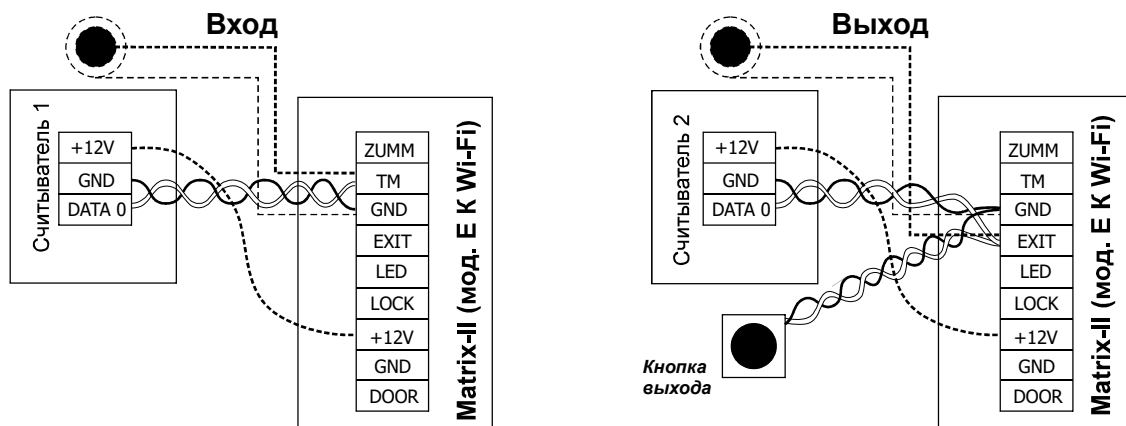 Вход
Считыватель 1
+12V
GND
DATA 0
ZUMM
TM
GND
EXIT
LED
LOCK
+12V
GND
DOOR
Matrix-II (мод. E K Wi-Fi)
Выход
Считыватель 2
+12V
GND
DATA 0
Кнопка
выхода
ZUMM
TM
GND
EXIT
LED
LOCK
+12V
GND
DOOR
Matrix-II (мод. E K Wi-Fi)